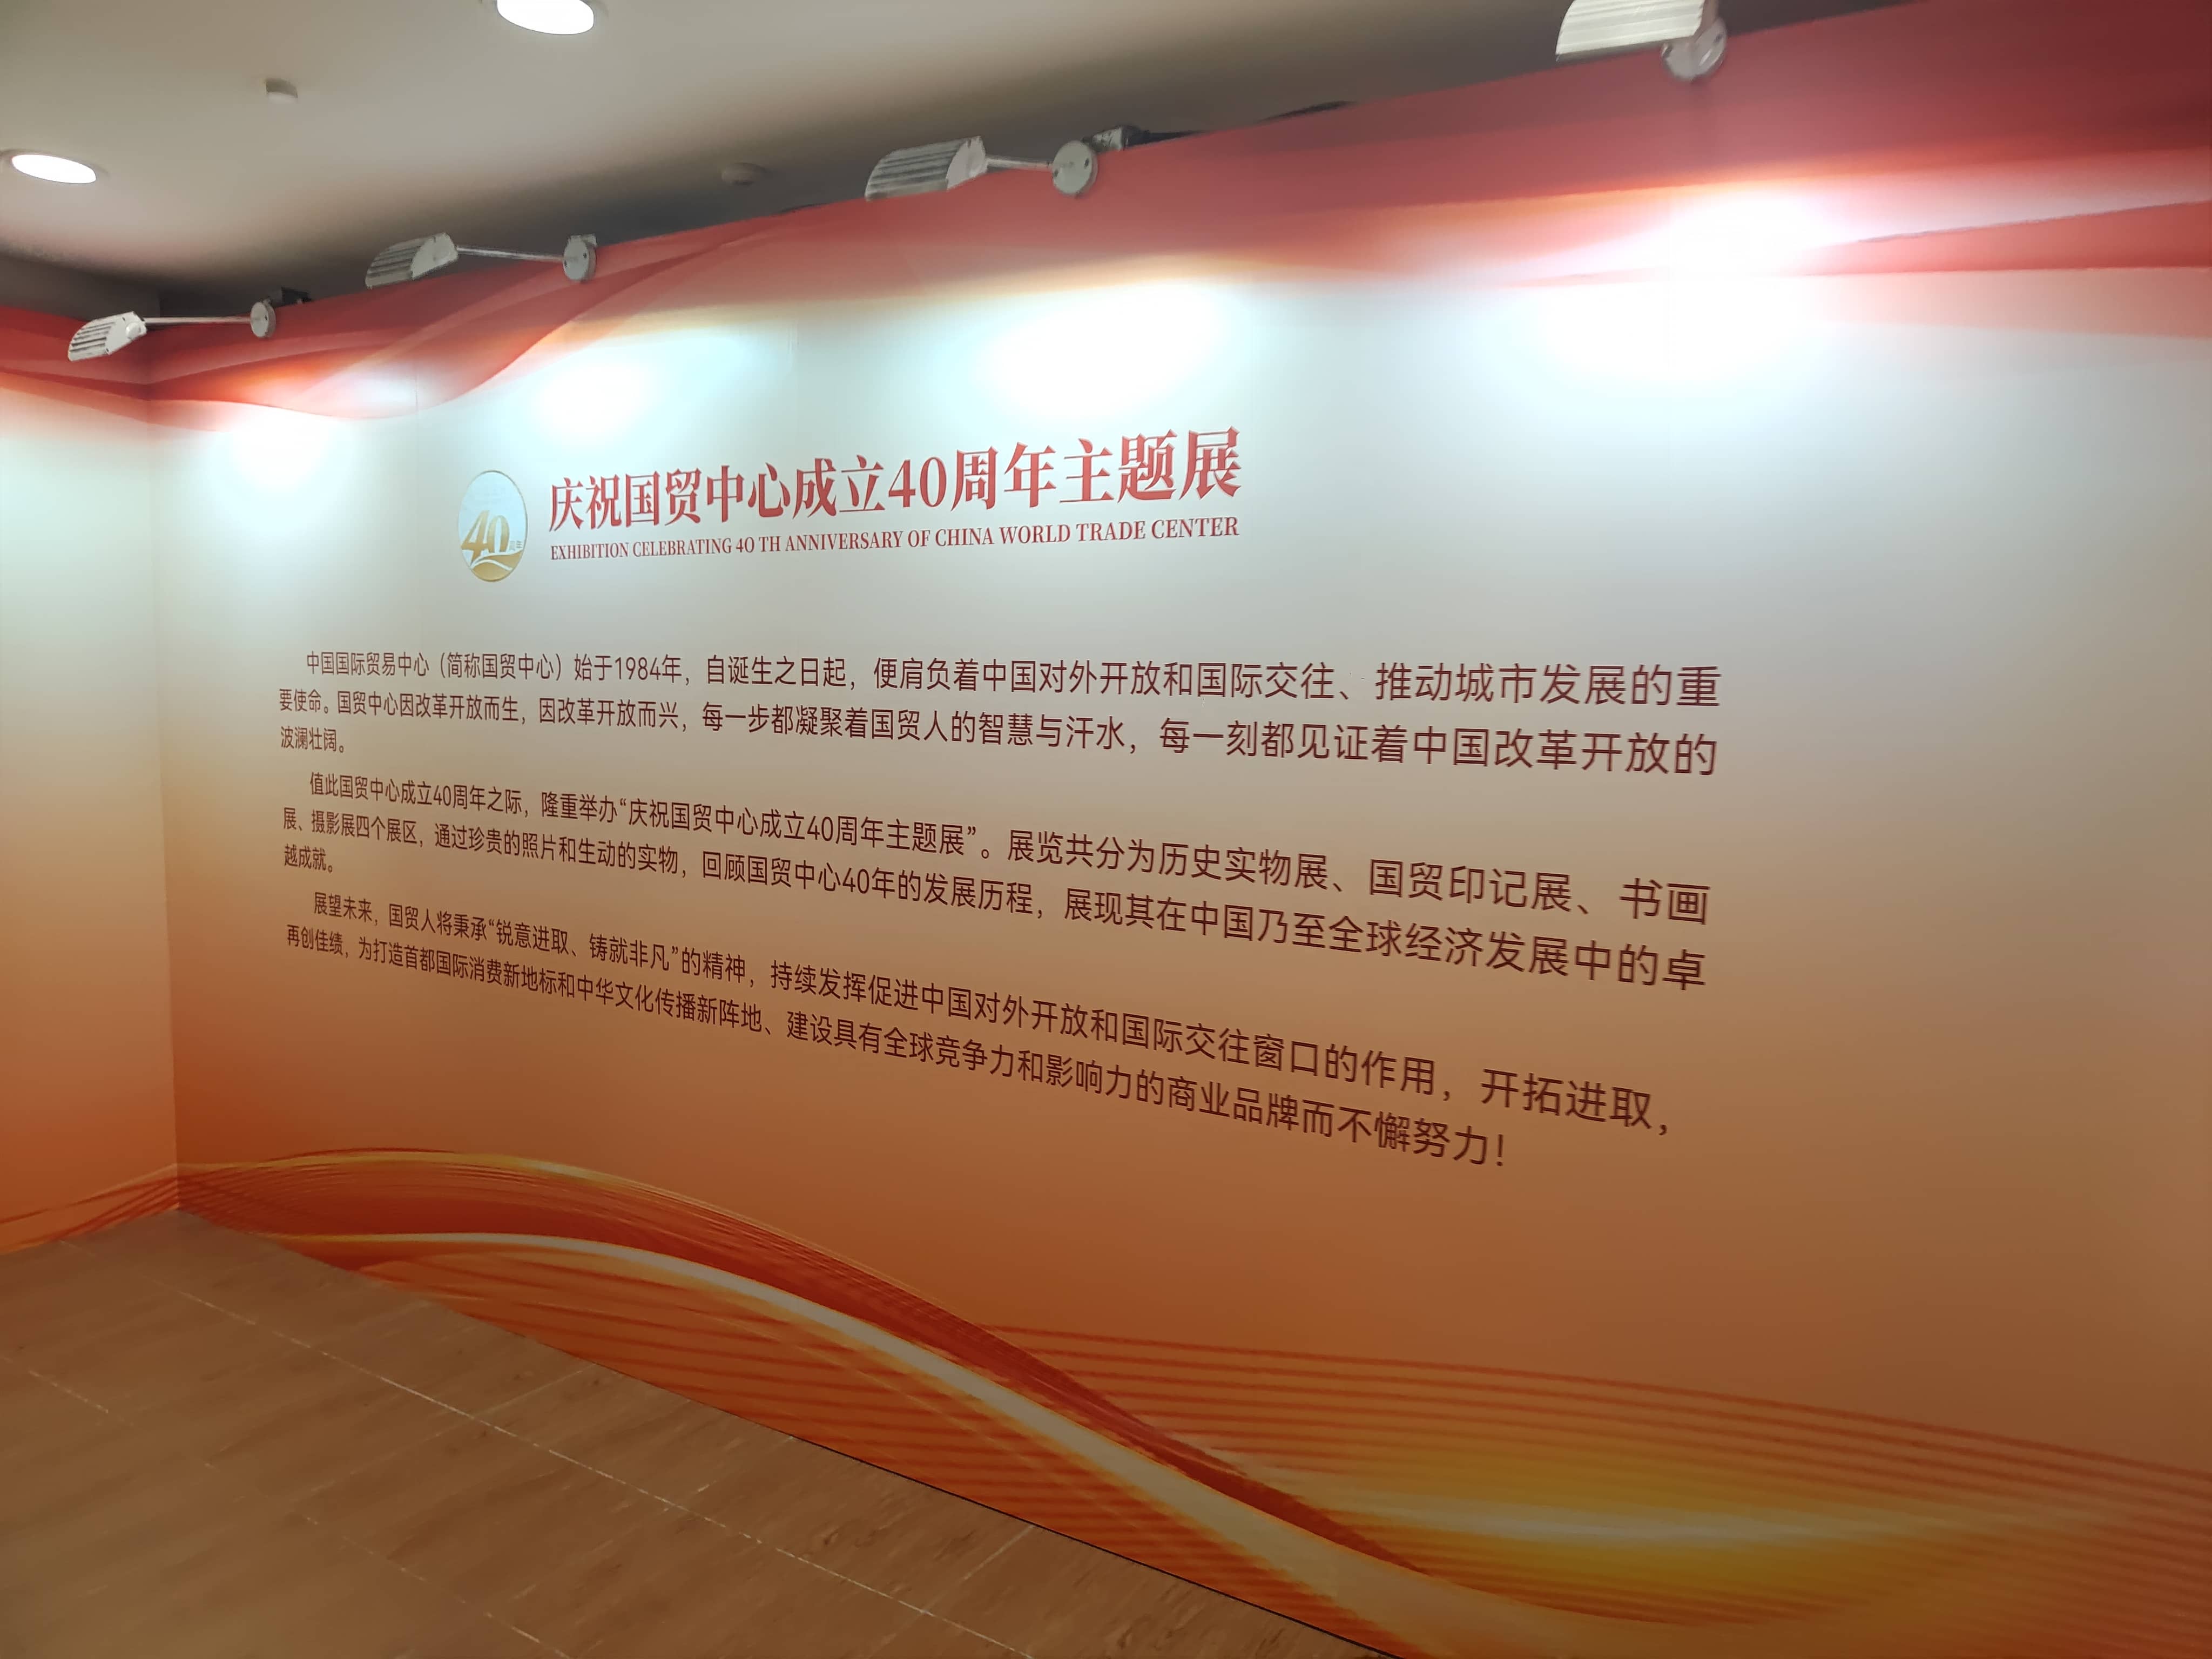 40周年
庆祝国贸中心成立40周年主题展
EXHIBITION CELEBRATING 40 TH ANNIVERSARY OF CHINA WORLD TRADE CENTER
中国国际贸易中心（简称国贸中心）始于1984年，自诞生之日起，便肩负着中国对外开放和国际交往、推动城市发展的重
要使命。国贸中心因改革开放而生，因改革开放而兴，每一步都凝聚着国贸人的智慧与汗水，每一刻都见证着中国改革开放的
波澜壮阔。
值此国贸中心成立40周年之际，隆重举办“庆祝国贸中心成立40周年主题展”。展览共分为历史实物展、国贸印记展、书画
展、摄影展四个展区，通过珍贵的照片和生动的实物，回顾国贸中心40年的发展历程，展现其在中国乃至全球经济发展中的卓
越成就。
展望未来，国贸人将秉承“锐意进取、铸就非凡”的精神，持续发挥促进中国对外开放和国际交往窗口的作用，开拓进取，
再创佳绩，为打造首都国际消费新地标和中华文化传播新阵地、建设具有全球竞争力和影响力的商业品牌而不懈努力！